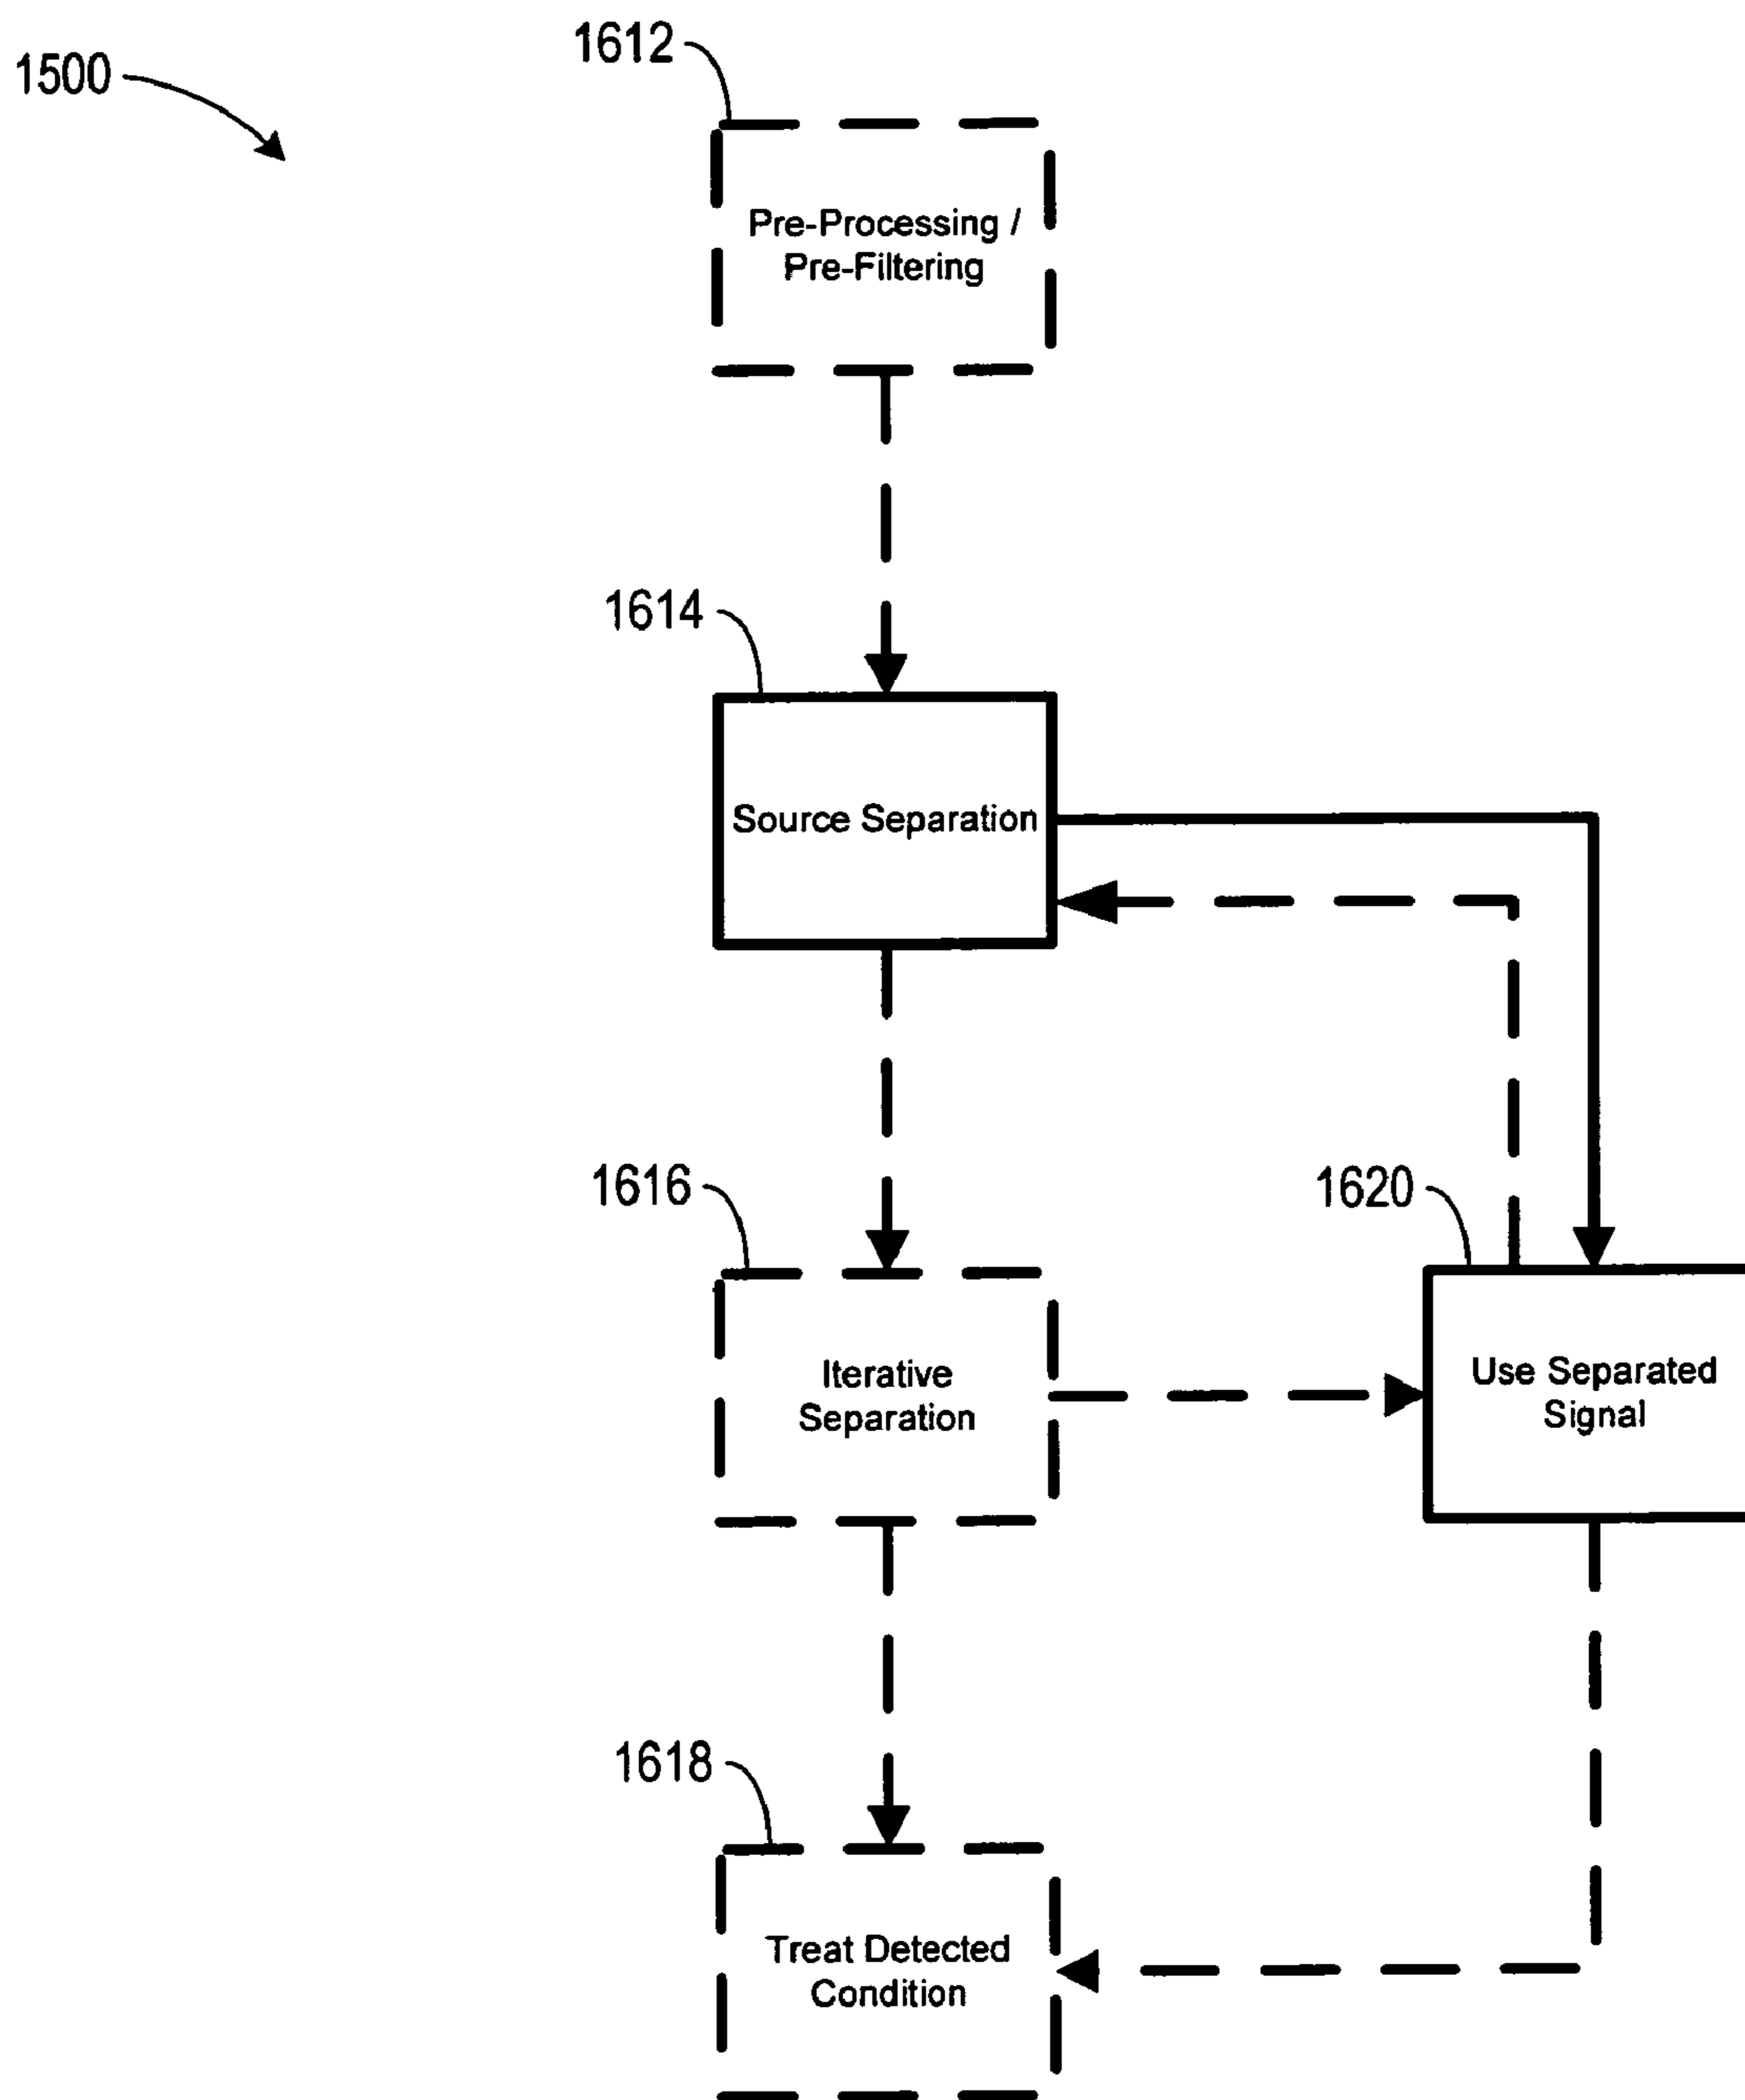 1500
1612
Pre-Processing /
Pre-Filtering
1614
Source Separation
1616
Iterative
Separation
1620
Use Separated
Signal
1618
Treat Detected
Condition